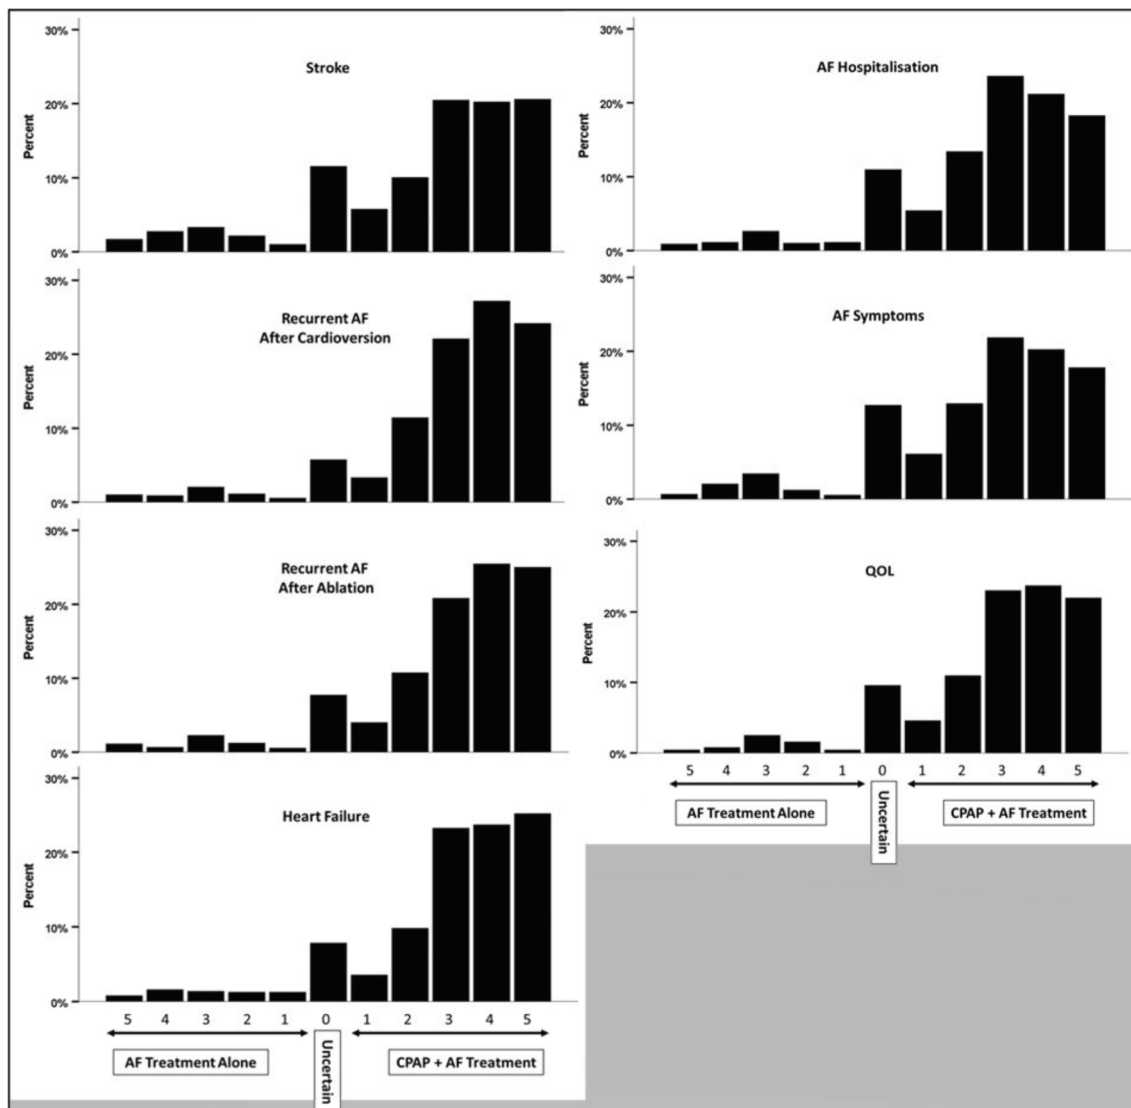 30%
Stroke
20%
Percent
10%
0%
30%
Recurrent AF
After Cardioversion
20%
Percent
10%
0%
30%
Recurrent AF
After Ablation
20%
Percent
10%
0%
30%
Heart Failure
20%
Percent
10%
0%
5 4 3 2 1 0 1 2 3 4 5
AF Treatment Alone
Uncertain
CPAP + AF Treatment
30%
AF Hospitalisation
20%
Percent
10%
0%
30%
AF Symptoms
20%
Percent
10%
0%
30%
QOL
20%
Percent
10%
0%
5 4 3 2 1 0 1 2 3 4 5
AF Treatment Alone
Uncertain
CPAP + AF Treatment